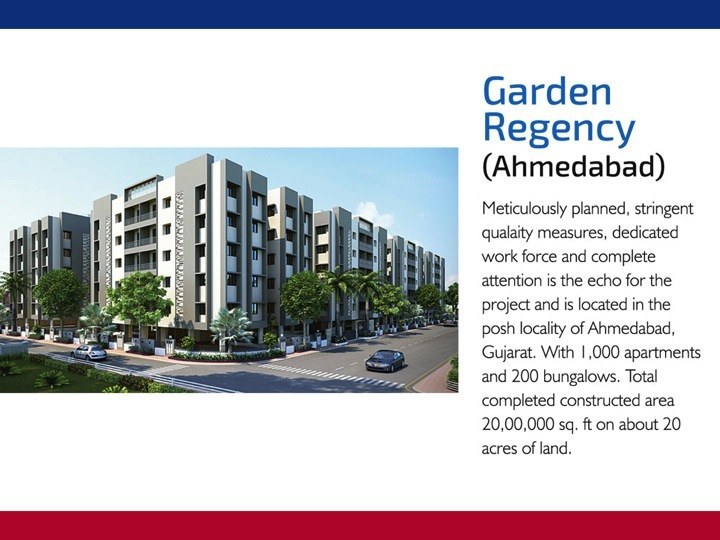 Garden
Regency
(Ahmedabad)
Meticulously planned, stringent
qualaity measures, dedicated
work force and complete
attention is the echo for the
project and is located in the
posh locality of Ahmedabad,
Gujarat. With 1,000 apartments
and 200 bungalows. Total
completed constructed area
20,00,000 sq. ft on about 20
acres of land.